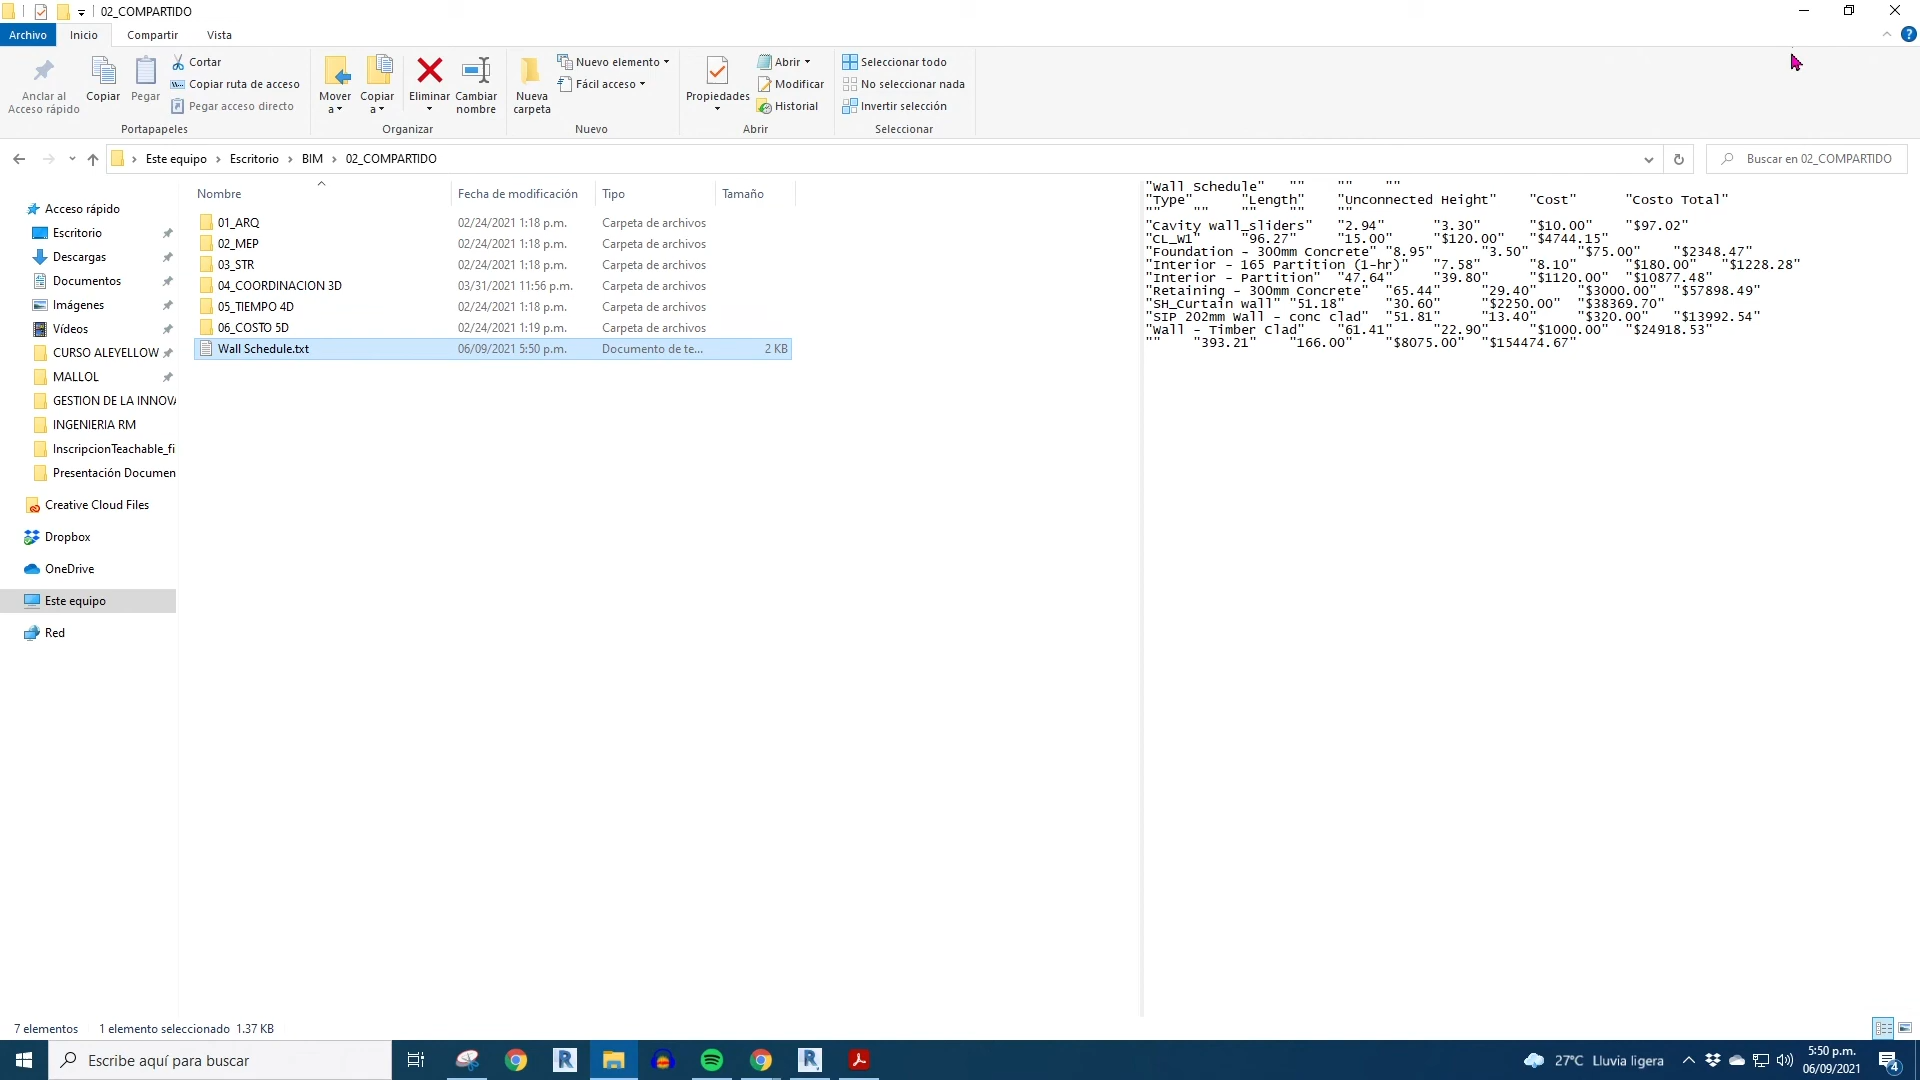 02_COMPARTIDO
Archivo Inicio Compartir Vista
Anclar al Acceso rápido
Copiar
Pegar
Cortar
Copiar ruta de acceso
Pegar acceso directo
Portapapeles
Mover a
Copiar a
Eliminar
Cambiar nombre
Organizar
Nueva carpeta
Nuevo elemento
Fácil acceso
Nuevo
Propiedades
Abrir
Modificar
Historial
Abrir
Seleccionar todo
No seleccionar nada
Invertir selección
Seleccionar
Este equipo > Escritorio > BIM > 02_COMPARTIDO
Buscar en 02_COMPARTIDO
Acceso rápido
Escritorio
Descargas
Documentos
Imágenes
Vídeos
CURSO ALEYELLOW
MALLOL
GESTION DE LA INNOVA
INGENIERIA RM
InscripcionTeachable_fi
Presentación Documen
Creative Cloud Files
Dropbox
OneDrive
Este equipo
Red
Nombre Fecha de modificación Tipo Tamaño
01_ARQ 02/24/2021 1:18 p.m. Carpeta de archivos
02_MEP 02/24/2021 1:18 p.m. Carpeta de archivos
03_STR 02/24/2021 1:18 p.m. Carpeta de archivos
04_COORDINACION 3D 03/31/2021 11:56 p.m. Carpeta de archivos
05_TIEMPO 4D 02/24/2021 1:18 p.m. Carpeta de archivos
06_COSTO 5D 02/24/2021 1:19 p.m. Carpeta de archivos
Wall Schedule.txt 06/09/2021 5:50 p.m. Documento de te... 2 KB
"Wall Schedule" "" "" ""
"Type" "Length" "Unconnected Height" "Cost" "Costo Total"
"" "" "" "" ""
"Cavity wall_sliders" "2.94" "3.30" "$10.00" "$97.02"
"CL_W1" "96.27" "15.00" "$120.00" "$4744.15"
"Foundation - 300mm Concrete" "8.95" "3.50" "$75.00" "$2348.47"
"Interior - 165 Partition (1-hr)" "7.58" "8.10" "$180.00" "$1228.28"
"Interior - Partition" "47.64" "39.80" "$1120.00" "$10877.48"
"Retaining - 300mm Concrete" "65.44" "29.40" "$3000.00" "$57898.49"
"SH_Curtain wall" "51.18" "30.60" "$2250.00" "$38369.70"
"SIP 202mm Wall - conc clad" "51.81" "13.40" "$320.00" "$13992.54"
"Wall - Timber Clad" "61.41" "22.90" "$1000.00" "$24918.53"
"" "393.21" "166.00" "$8075.00" "$154474.67"
7 elementos 1 elemento seleccionado 1.37 KB
Escribe aquí para buscar
27°C Lluvia ligera
5:50 p.m.
06/09/2021
4